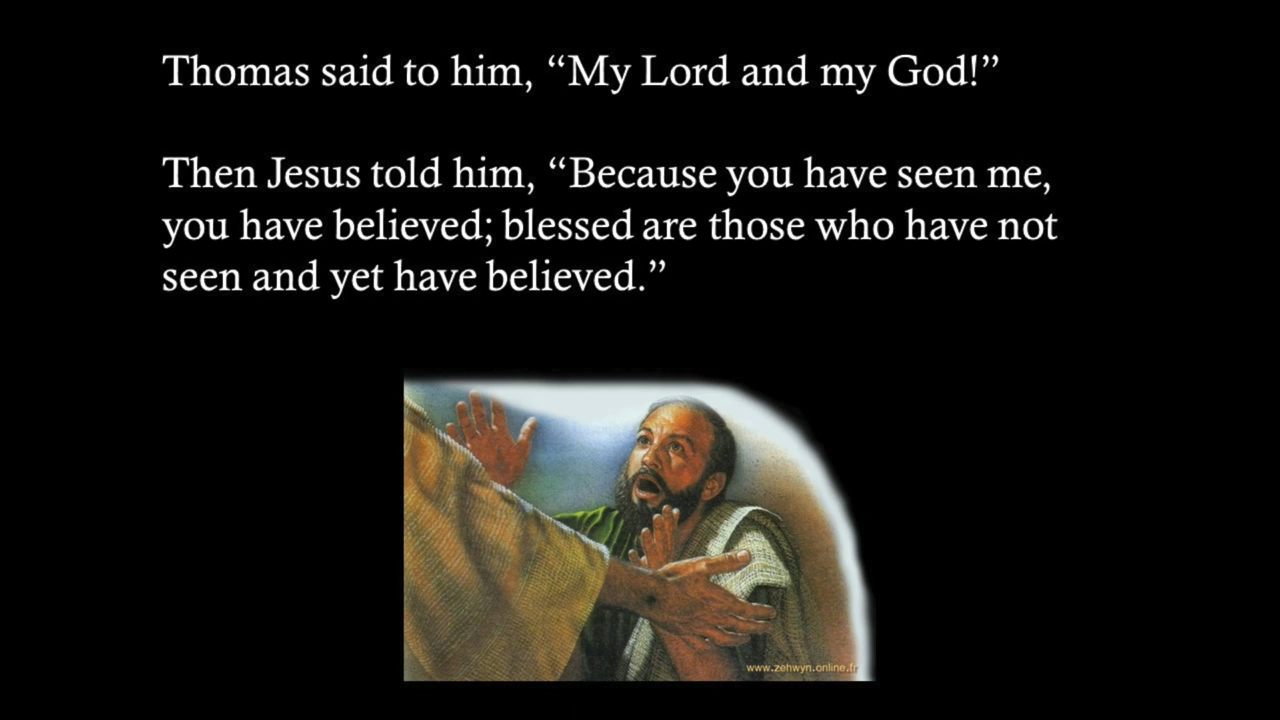 Thomas said to him, “My Lord and my God!”
Then Jesus told him, “Because you have seen me,
you have believed; blessed are those who have not
seen and yet have believed.”
www.zehwyn.online.fr